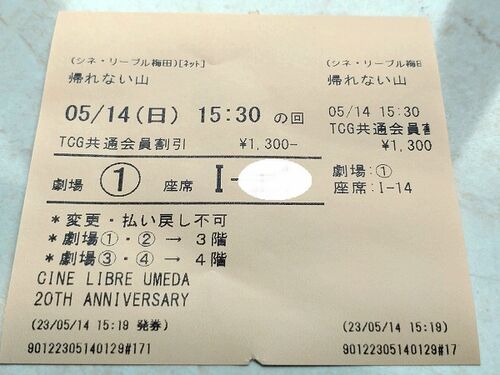 (シネ・リーブル梅田)[ネット]
帰れない山
05/14(日) 15:30 の回
TCG共通会員割引 ¥1,300-
劇場 ① 座席 I-
*変更・払い戻し不可
*劇場①・②→3階
*劇場③・④→4階
CINE LIBRE UMEDA
20TH ANNIVERSARY
(23/05/14 15:19 発券)
90122305140129#171
(シネ・リーブル梅田
帰れない山
05/14 15:30
TCG共通会員割
¥1,300
劇場:①
座席:I-14
(23/05/14 15:19)
90122305140129#17